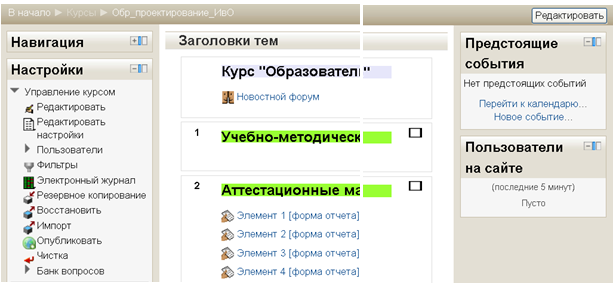 В начало ► Курсы ► Обр_проектирование_ИвО
Редактировать
Навигация
Настройки
Управление курсом
Редактировать
Редактировать
настройки
Пользователи
Фильтры
Электронный журнал
Резервное копирование
Восстановить
Импорт
Опубликовать
Чистка
Банк вопросов
Заголовки тем
Курс "Образовател"
Новостной форум
1
Учебно-методическ
2
Аттестационные ма
Элемент 1 [форма отчета]
Элемент 2 [форма отчета]
Элемент 3 [форма отчета]
Элемент 4 [форма отчета]
Предстоящие
события
Нет предстоящих событий
Перейти к календарю...
Новое событие...
Пользователи
на сайте
(последние 5 минут)
Пусто